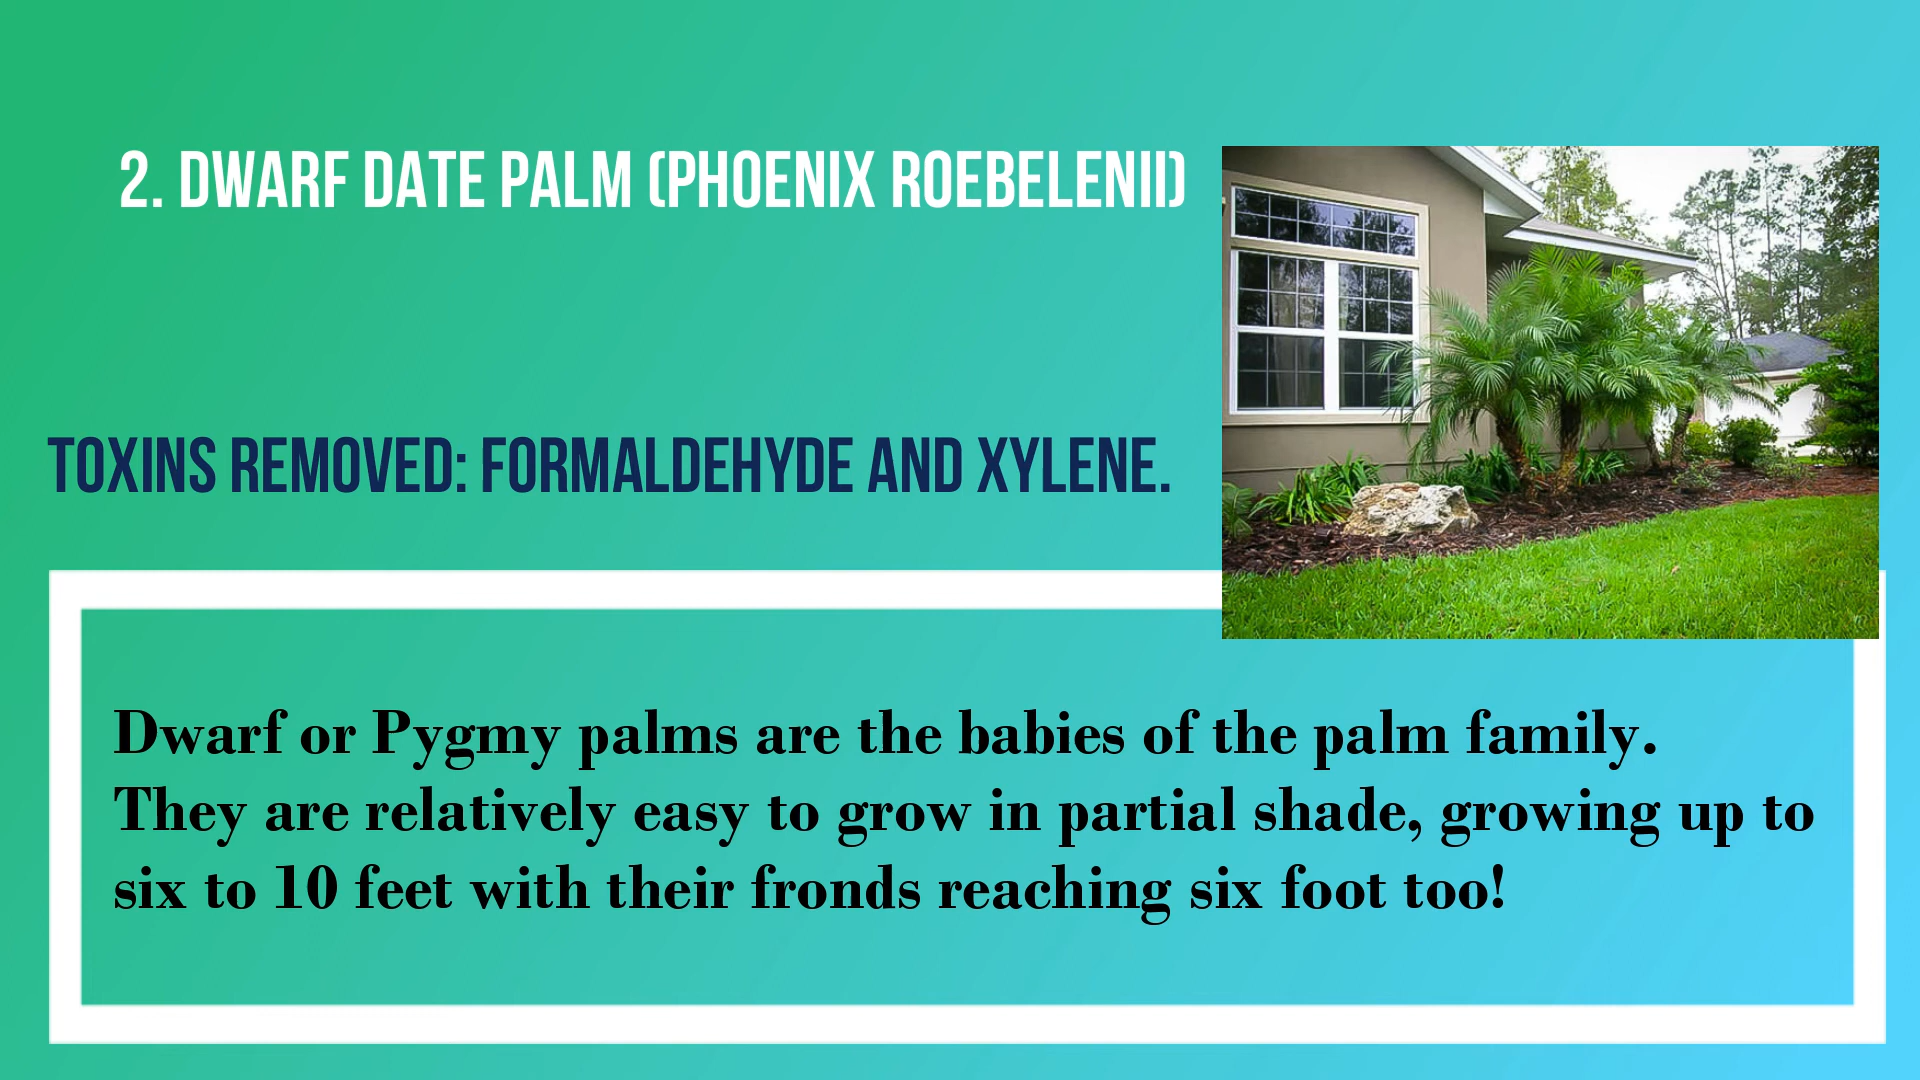 2. DWARF DATE PALM (PHOENIX ROEBELENII)
TOXINS REMOVED: FORMALDEHYDE AND XYLENE.
Dwarf or Pygmy palms are the babies of the palm family.
They are relatively easy to grow in partial shade, growing up to
six to 10 feet with their fronds reaching six foot too!